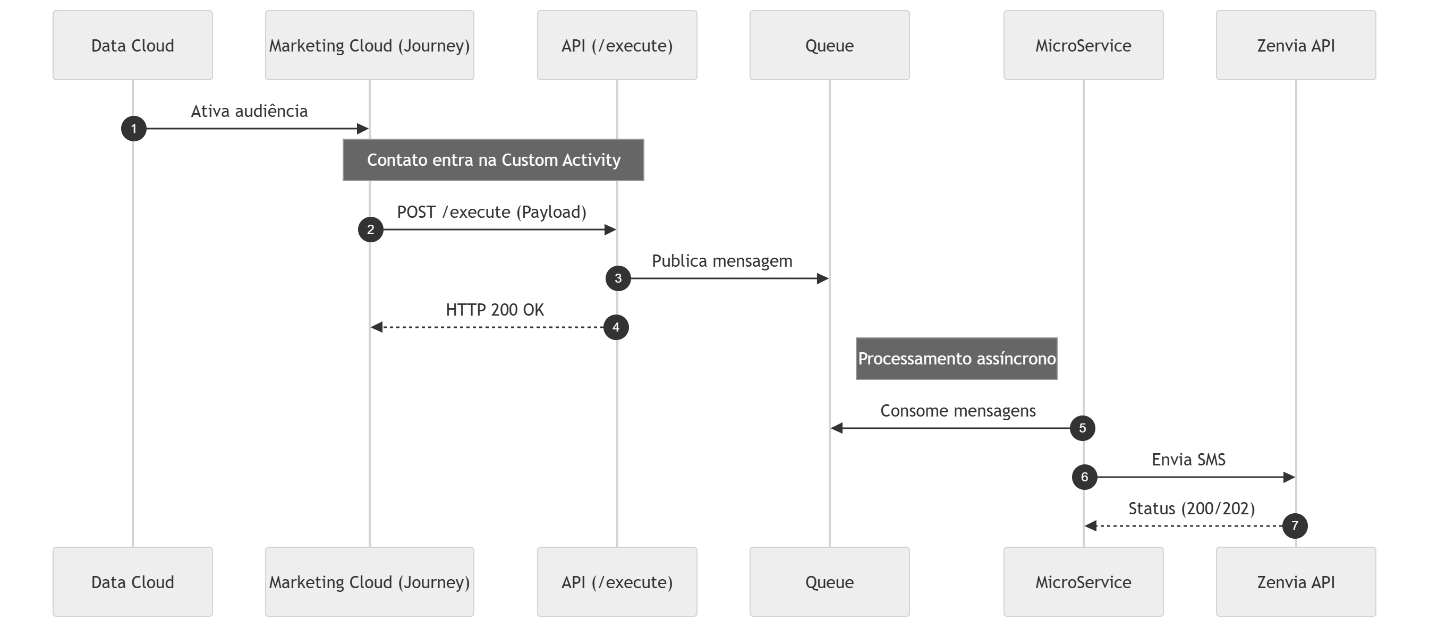 Data Cloud
Marketing Cloud (Journey)
API (/execute)
Queue
MicroService
Zenvia API
Ativa audiência
1
Contato entra na Custom Activity
POST /execute (Payload)
2
Publica mensagem
3
HTTP 200 OK
4
Processamento assíncrono
Consome mensagens
5
Envia SMS
6
Status (200/202)
7
Data Cloud
Marketing Cloud (Journey)
API (/execute)
Queue
MicroService
Zenvia API